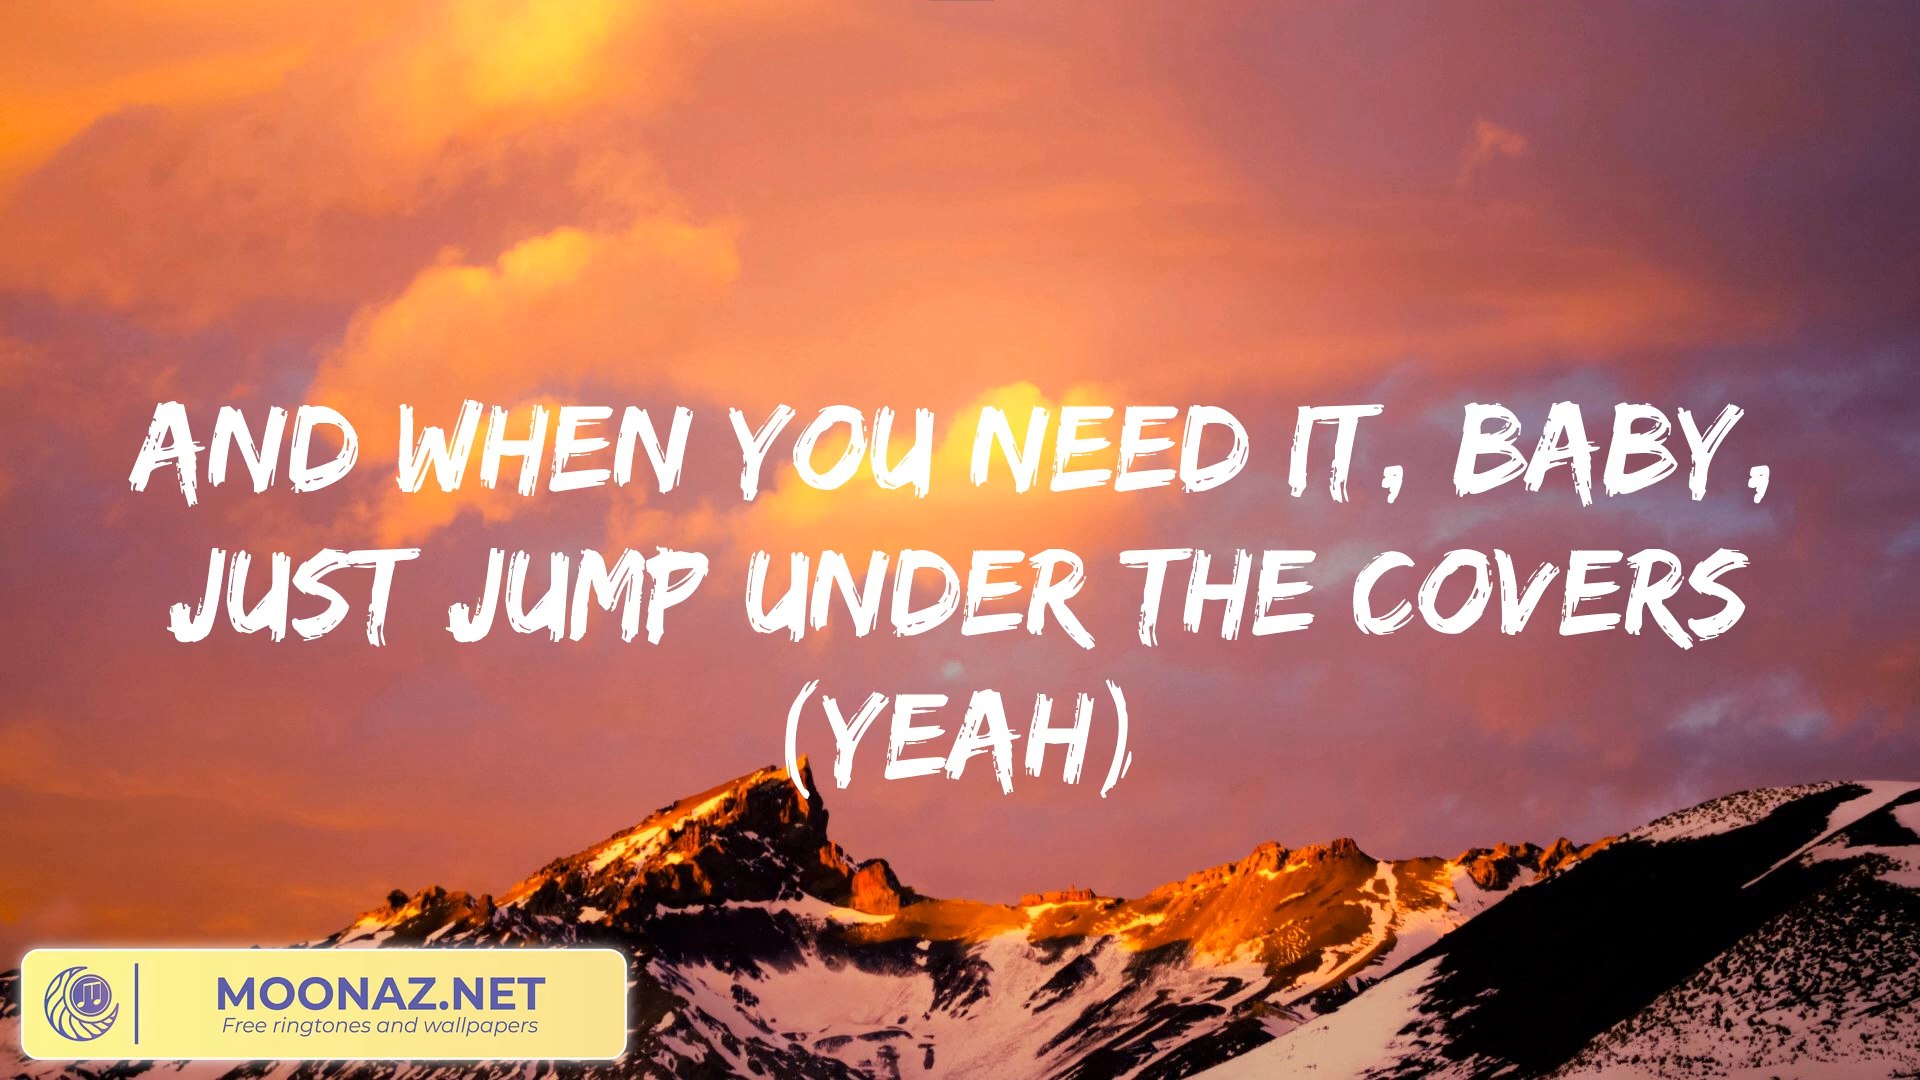 AND WHEN YOU NEED IT, BABY,
JUST JUMP UNDER THE COVERS
(YEAH)
MOONAZ.NET
Free ringtones and wallpapers